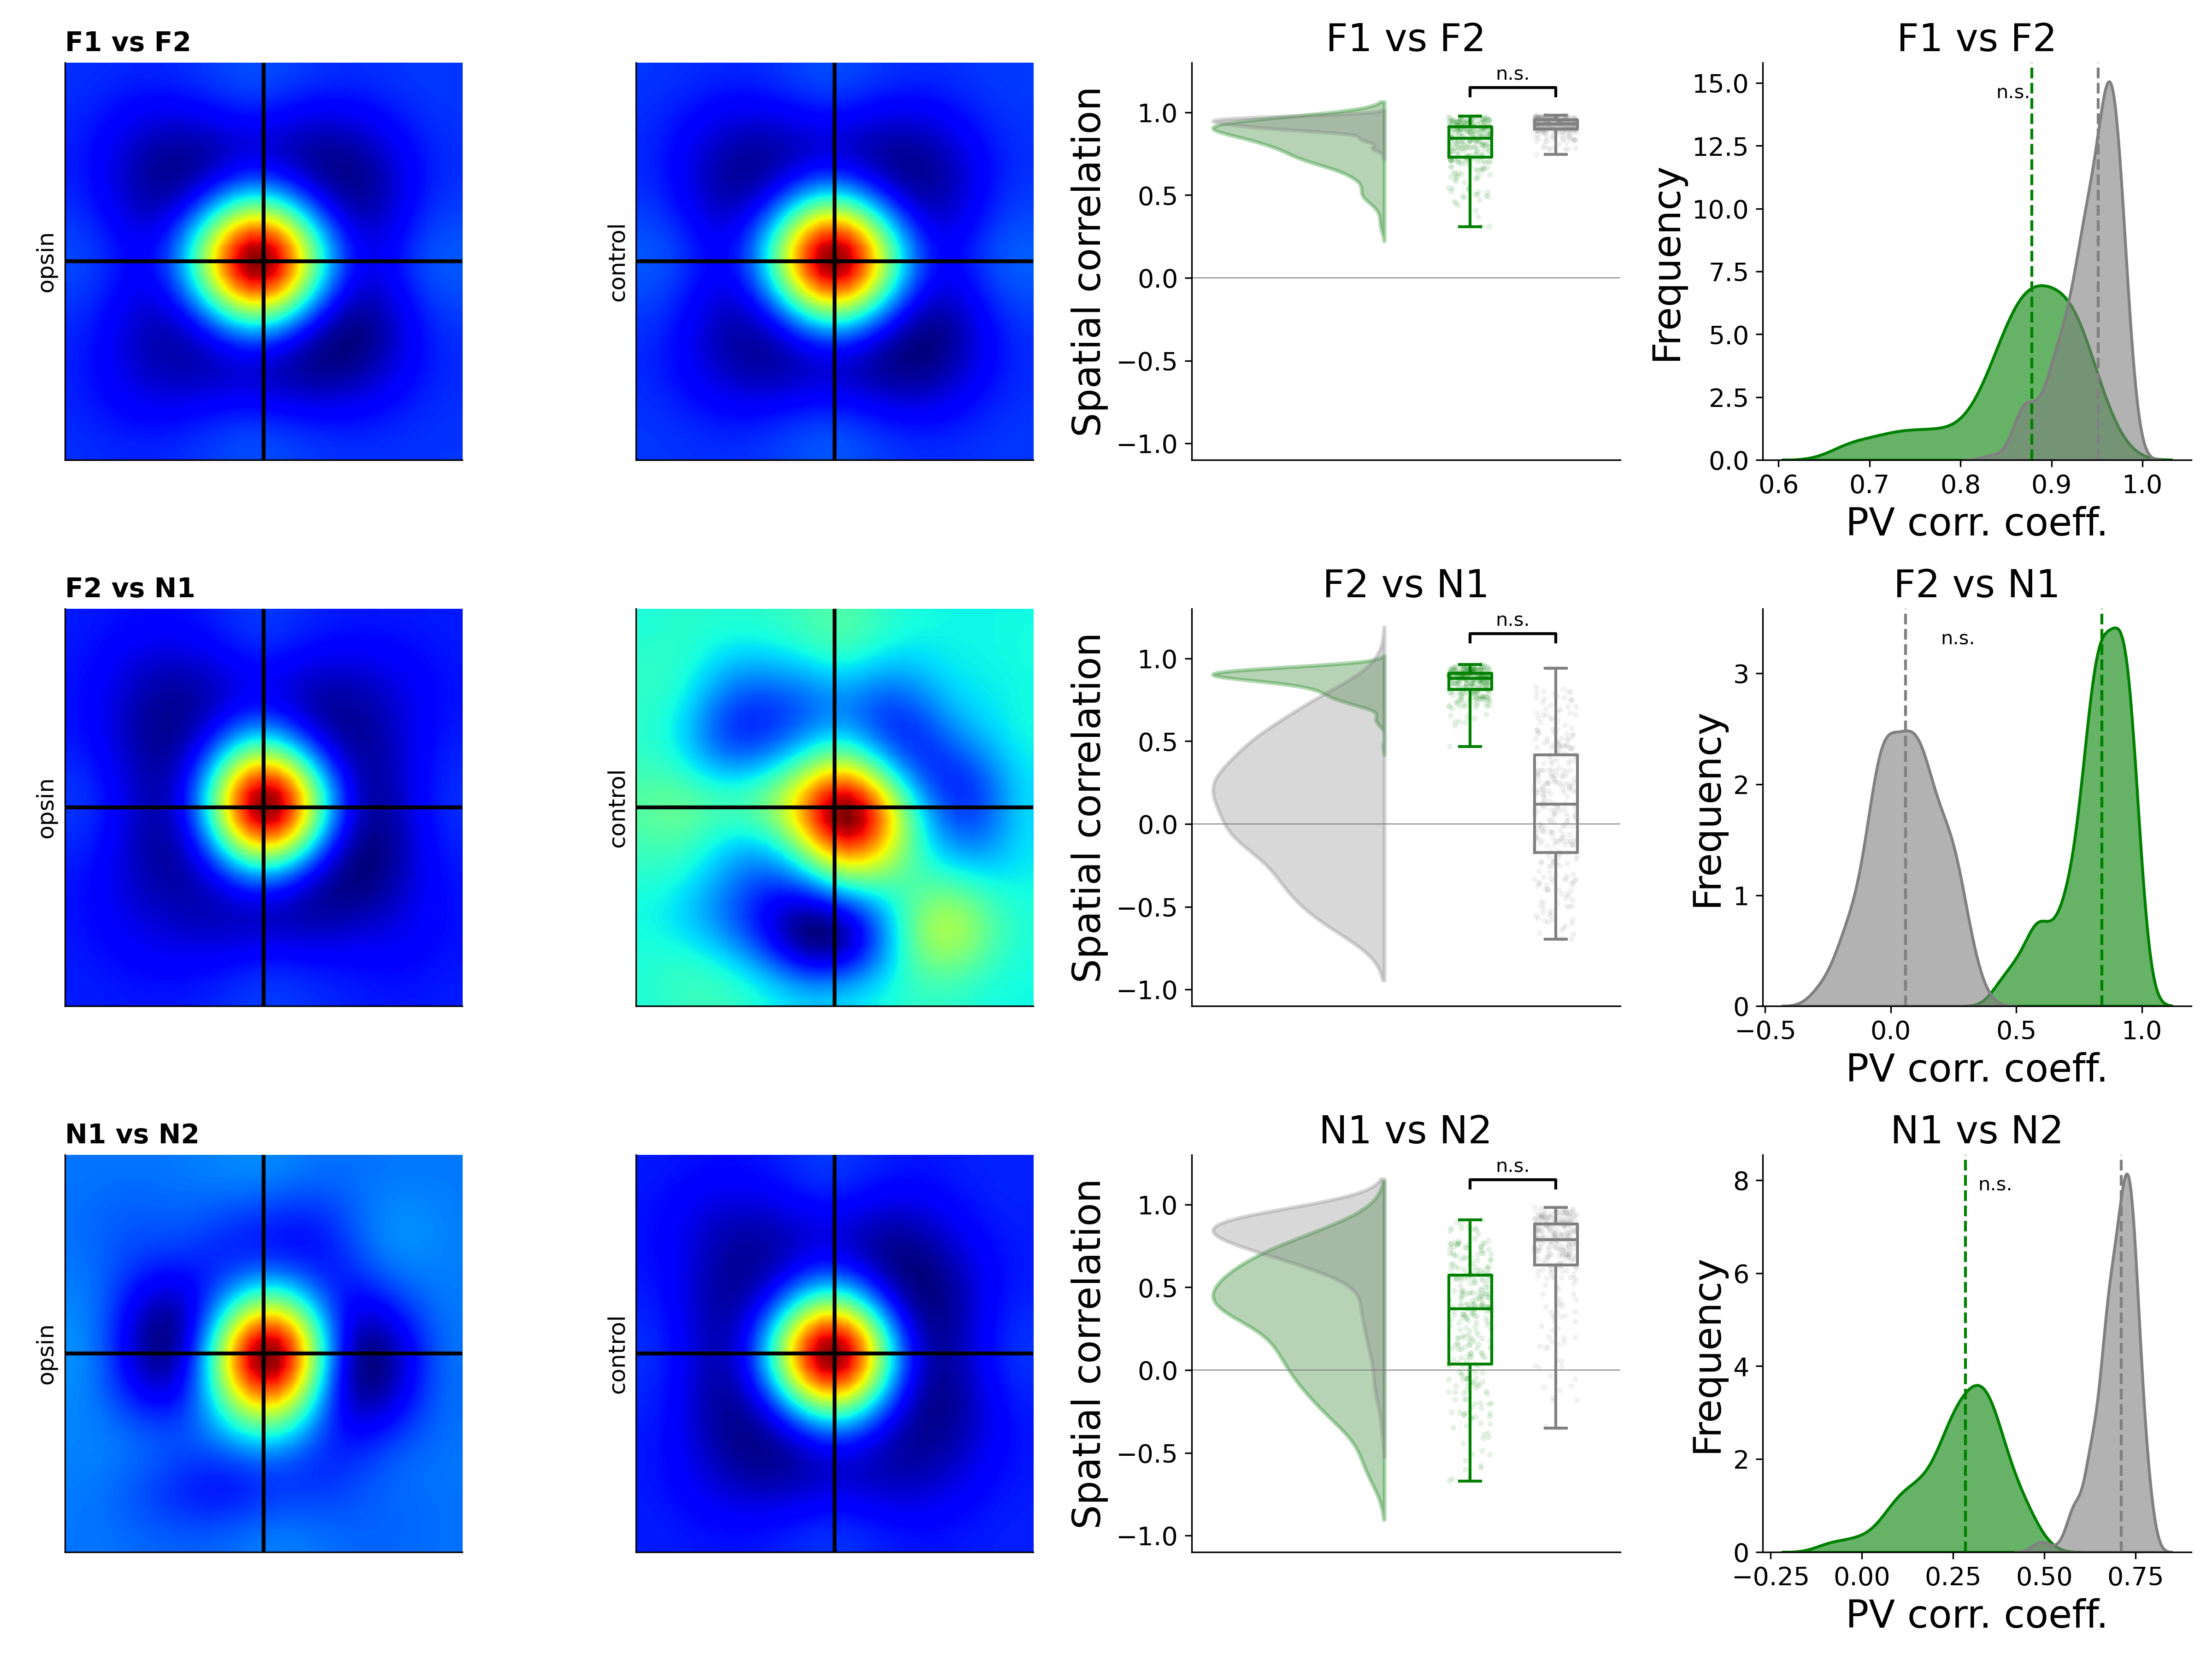 F1 vs F2
opsin
control
F1 vs F2
n.s.
Spatial correlation
1.0
0.5
0.0
−0.5
−1.0
F1 vs F2
n.s.
Frequency
15.0
12.5
10.0
7.5
5.0
2.5
0.0
0.6 0.7 0.8 0.9 1.0
PV corr. coeff.
F2 vs N1
opsin
control
F2 vs N1
n.s.
Spatial correlation
1.0
0.5
0.0
−0.5
−1.0
F2 vs N1
n.s.
Frequency
3
2
1
0
−0.5 0.0 0.5 1.0
PV corr. coeff.
N1 vs N2
opsin
control
N1 vs N2
n.s.
Spatial correlation
1.0
0.5
0.0
−0.5
−1.0
N1 vs N2
n.s.
Frequency
8
6
4
2
0
−0.25 0.00 0.25 0.50 0.75
PV corr. coeff.